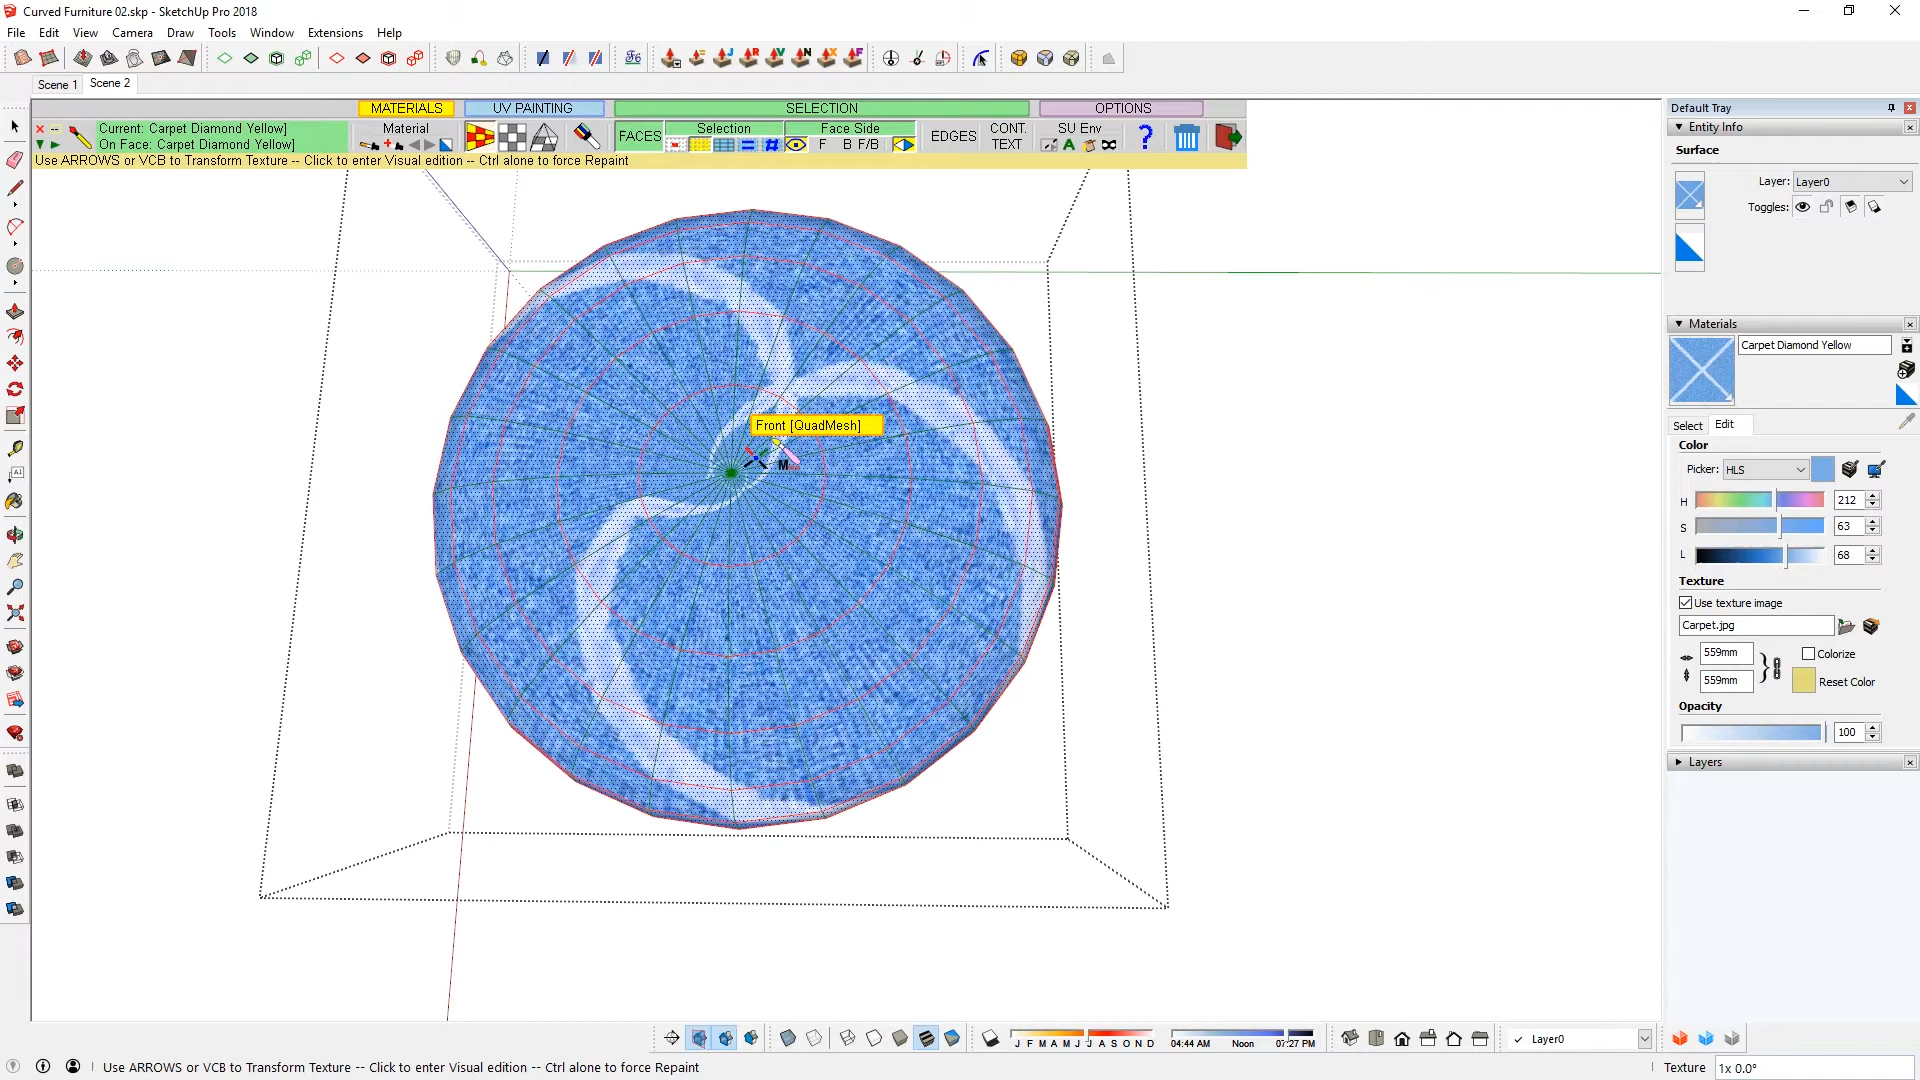 Curved Furniture 02.skp - SketchUp Pro 2018
File Edit View Camera Draw Tools Window Extensions Help
Scene 1 Scene 2
MATERIALS UV PAINTING SELECTION OPTIONS
Current: Carpet Diamond Yellow]
On Face: Carpet Diamond Yellow]
Material
FACES
Selection
Face Side
F B F/B
EDGES
CONT.
TEXT
SU Env
A
?
Use ARROWS or VCB to Transform Texture -- Click to enter Visual edition -- Ctrl alone to force Repaint
Front [QuadMesh]
M
Default Tray
Entity Info
Surface
Layer: Layer0
Toggles:
Materials
Carpet Diamond Yellow
Select Edit
Color
Picker: HLS
H 212
S 63
L 68
Texture
Use texture image
Carpet.jpg
559mm
Colorize
559mm
Reset Color
Opacity
100
Layers
J F M A M J J A S O N D
04:44 AM Noon 07:27 PM
Layer0
Use ARROWS or VCB to Transform Texture -- Click to enter Visual edition -- Ctrl alone to force Repaint
Texture 1x 0.0°